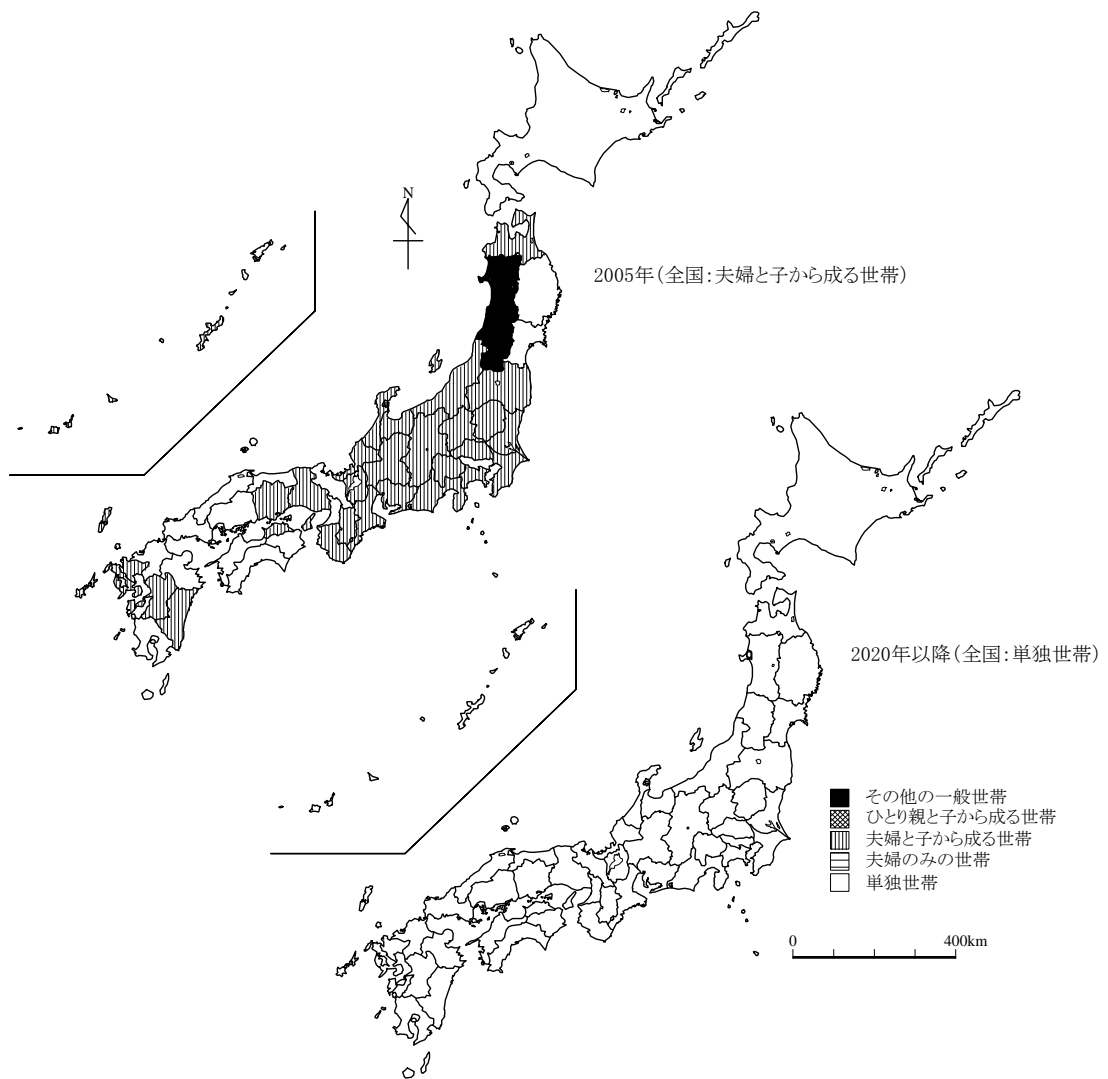 N
2005年(全国:夫婦と子から成る世帯)
2020年以降(全国:単独世帯)
その他の一般世帯
ひとり親と子から成る世帯
夫婦と子から成る世帯
夫婦のみの世帯
単独世帯
0 400km